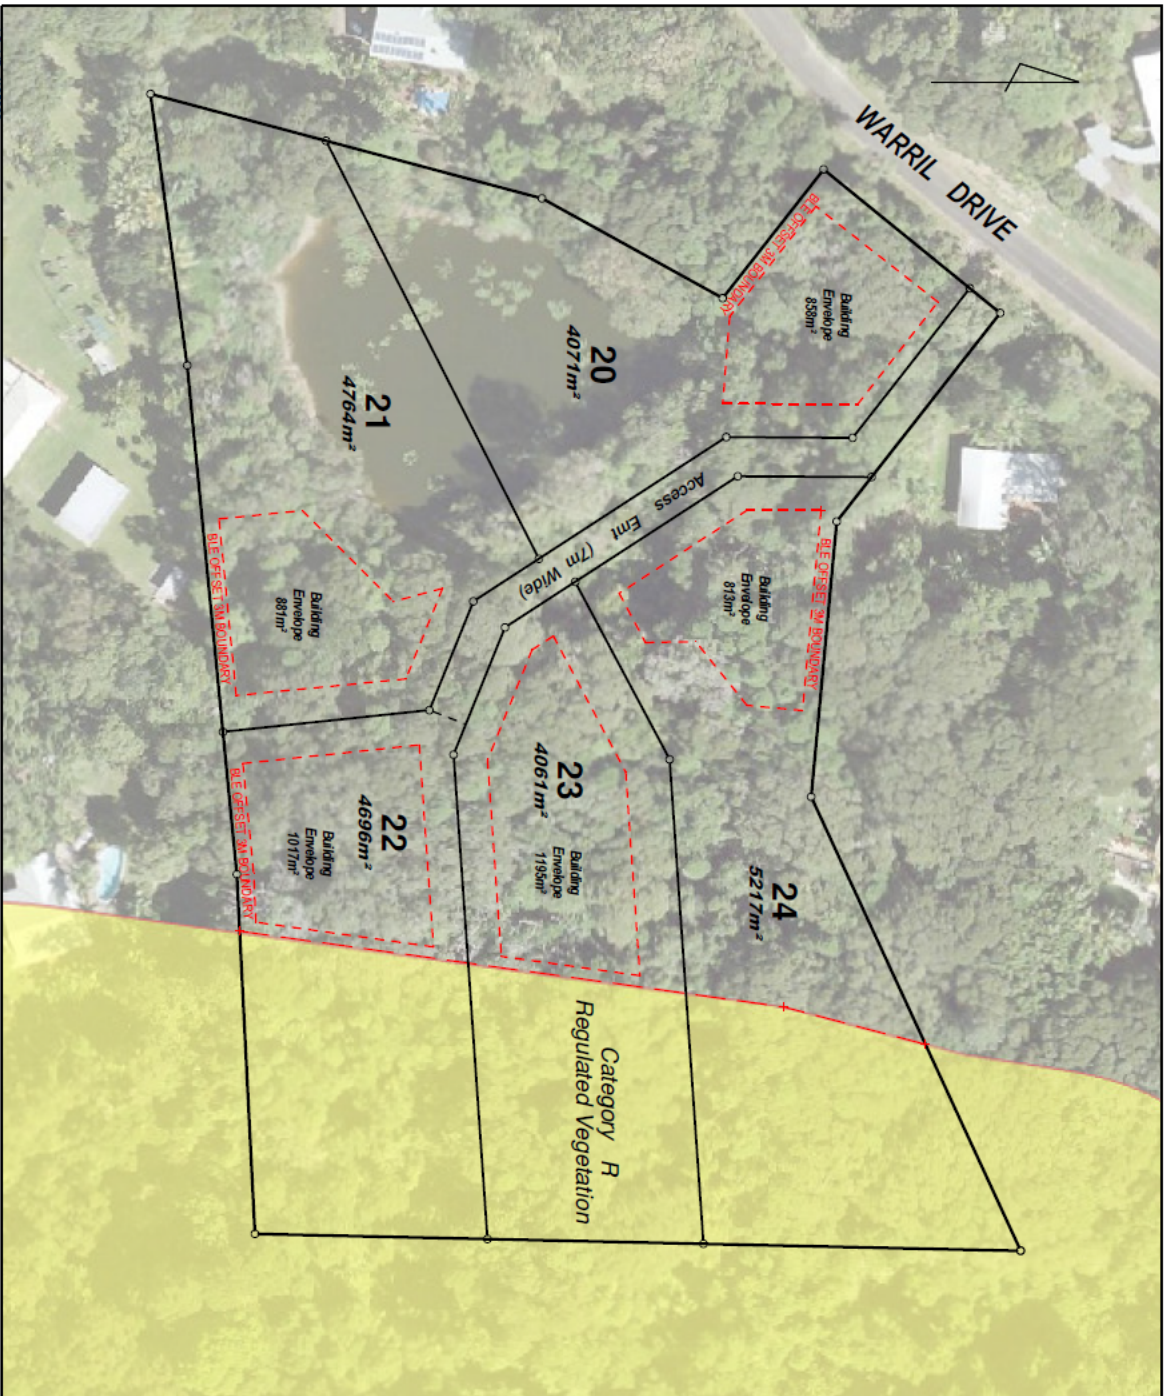 WARRIL DRIVE
BLE OFFSET 3M BOUNDARY
Building
Envelope
858m²
20
4071m²
21
4764m²
Access Emt (7m Wide)
BLE OFFSET 3M BOUNDARY
Building
Envelope
813m²
BLE OFFSET 3M BOUNDARY
Building
Envelope
881m²
23
4061m²
Building
Envelope
1195m²
22
4696m²
Building
Envelope
1017m²
BLE OFFSET 3M BOUNDARY
24
5217m²
Category R
Regulated Vegetation